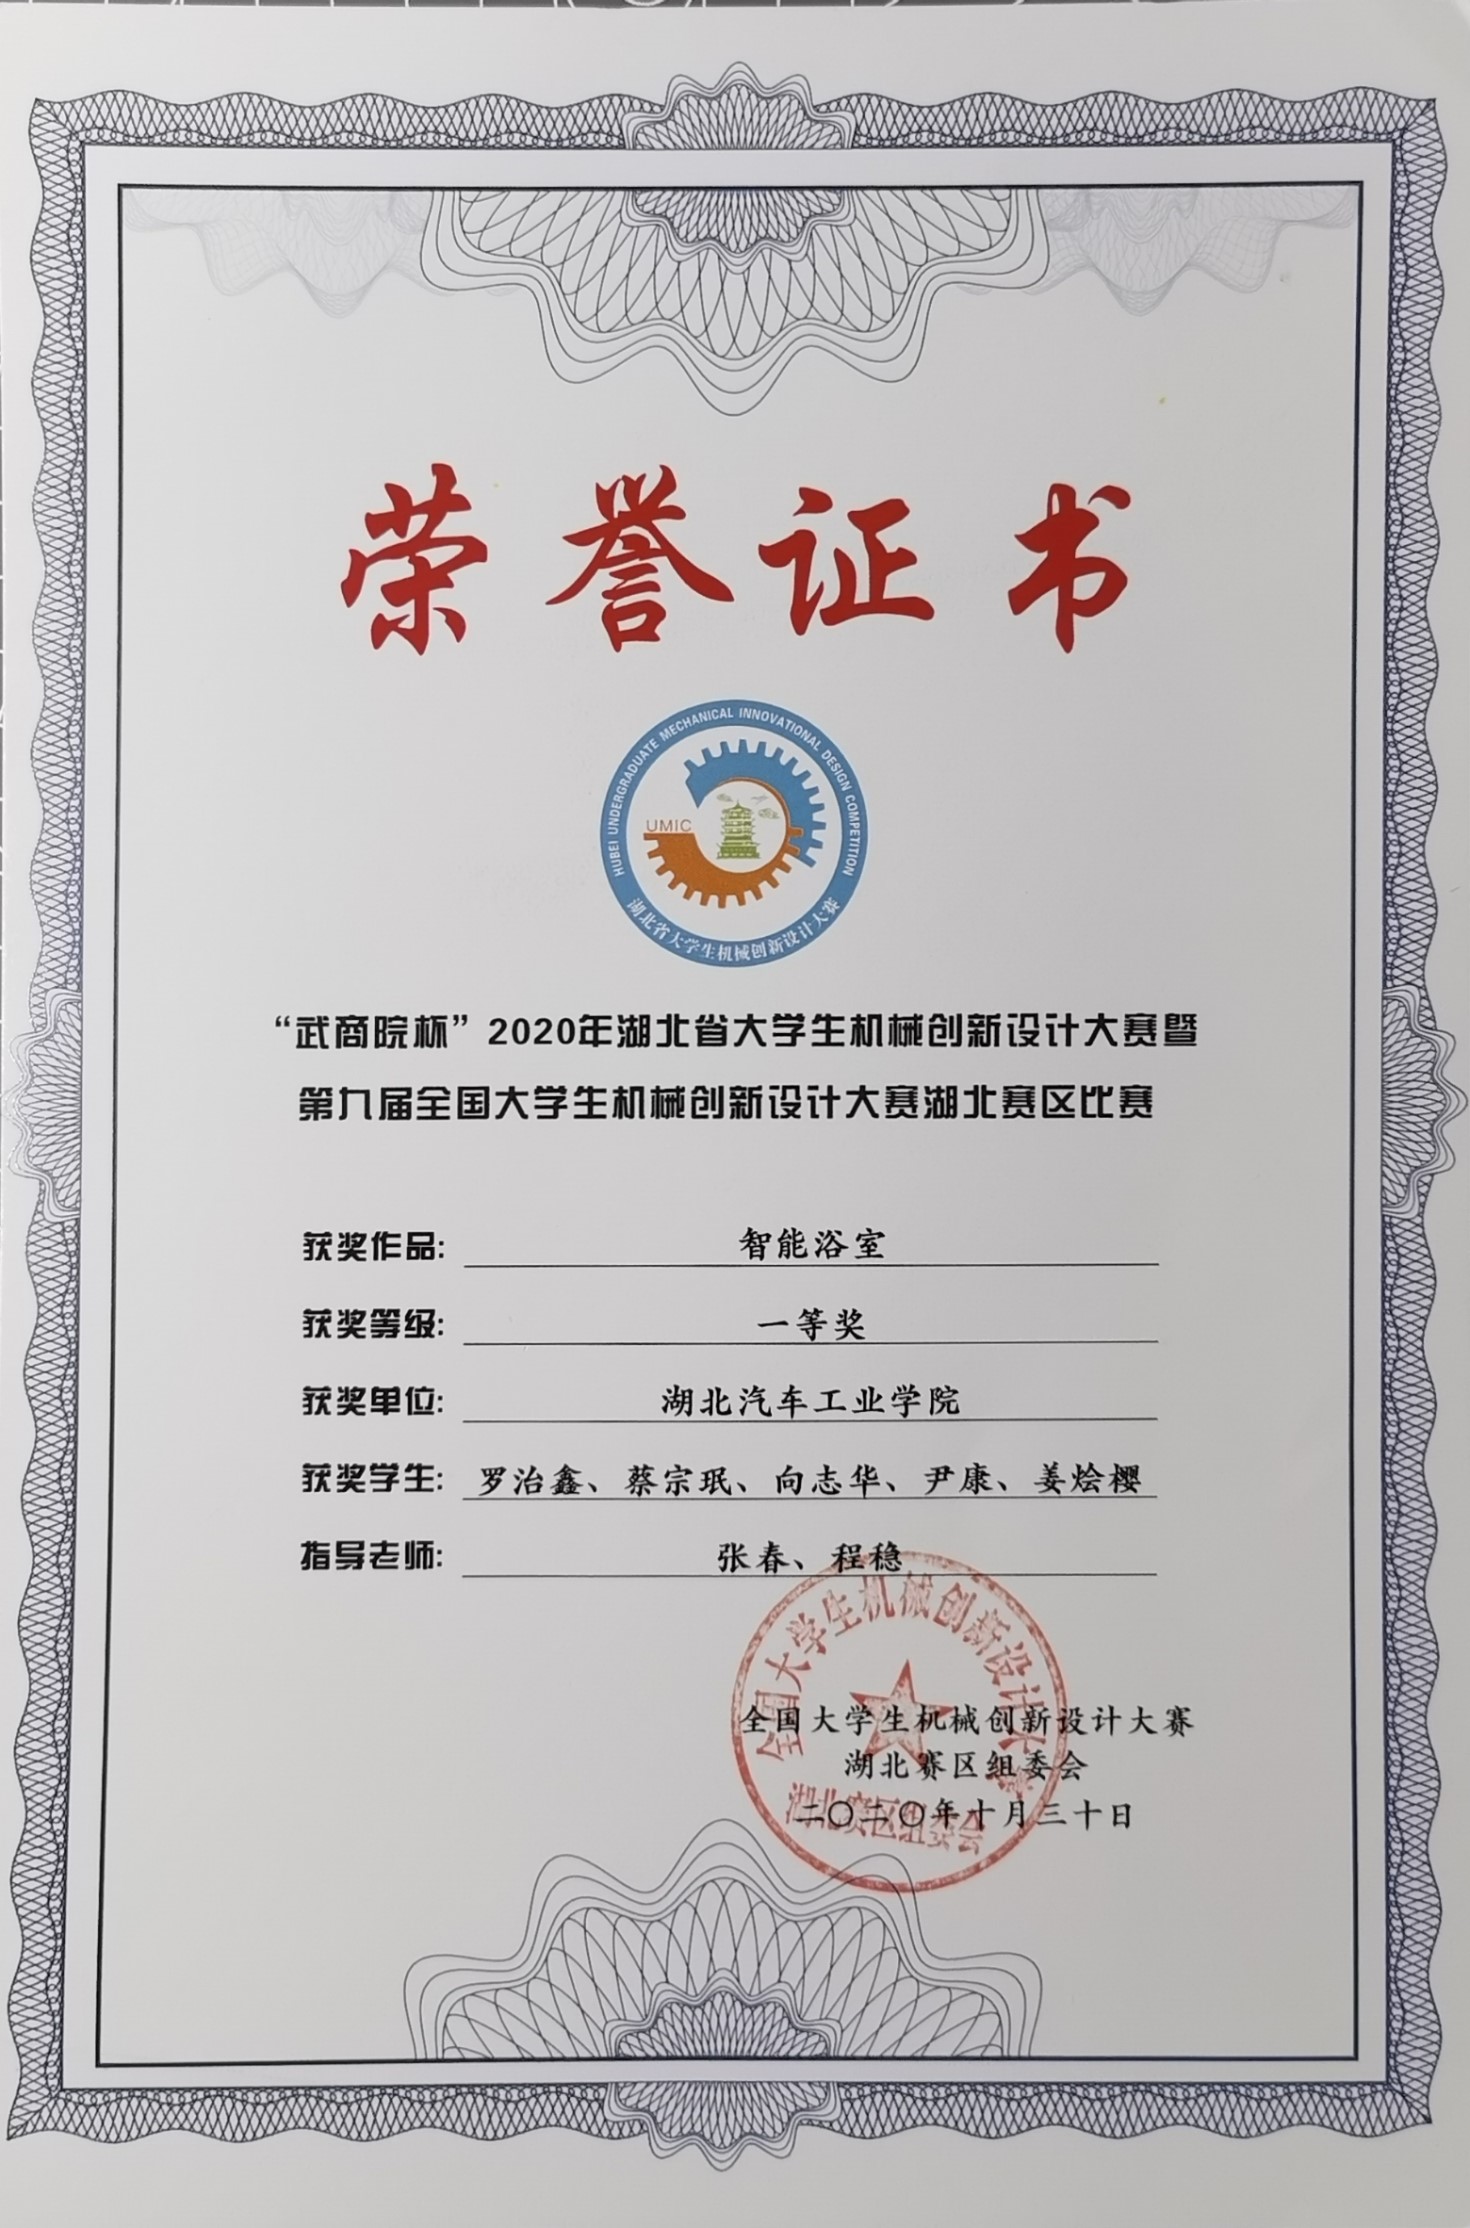 荣誉证书
HUBEI UNDERGRADUATE MECHANICAL INNOVATIONAL DESIGN COMPETITION
UMIC
湖北省大学生机械创新设计大赛
“武商院杯”2020年湖北省大学生机械创新设计大赛暨
第九届全国大学生机械创新设计大赛湖北赛区比赛
获奖作品: 智能浴室
获奖等级: 一等奖
获奖单位: 湖北汽车工业学院
获奖学生: 罗治鑫、蔡宗珉、向志华、尹康、姜烩樱
指导老师: 张春、程稳
全国大学生机械创新设计大赛
湖北赛区组委会
全国大学生机械创新设计大赛
湖北赛区组委会
二〇二〇年十月三十日